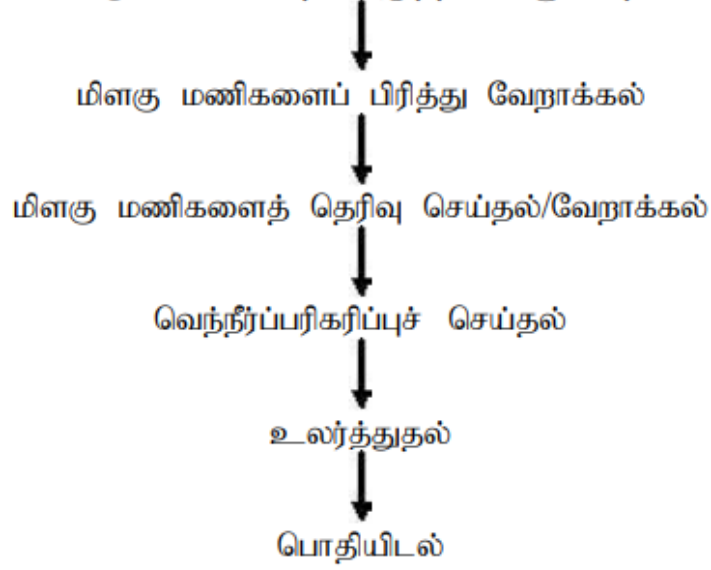 மிளகு மணிகளைப் பிரித்து வேறாக்கல்
மிளகு மணிகளைத் தெரிவு செய்தல்/வேறாக்கல்
வெந்நீர்ப்பரிகரிப்புச் செய்தல்
உலர்த்துதல்
பொதியிடல்